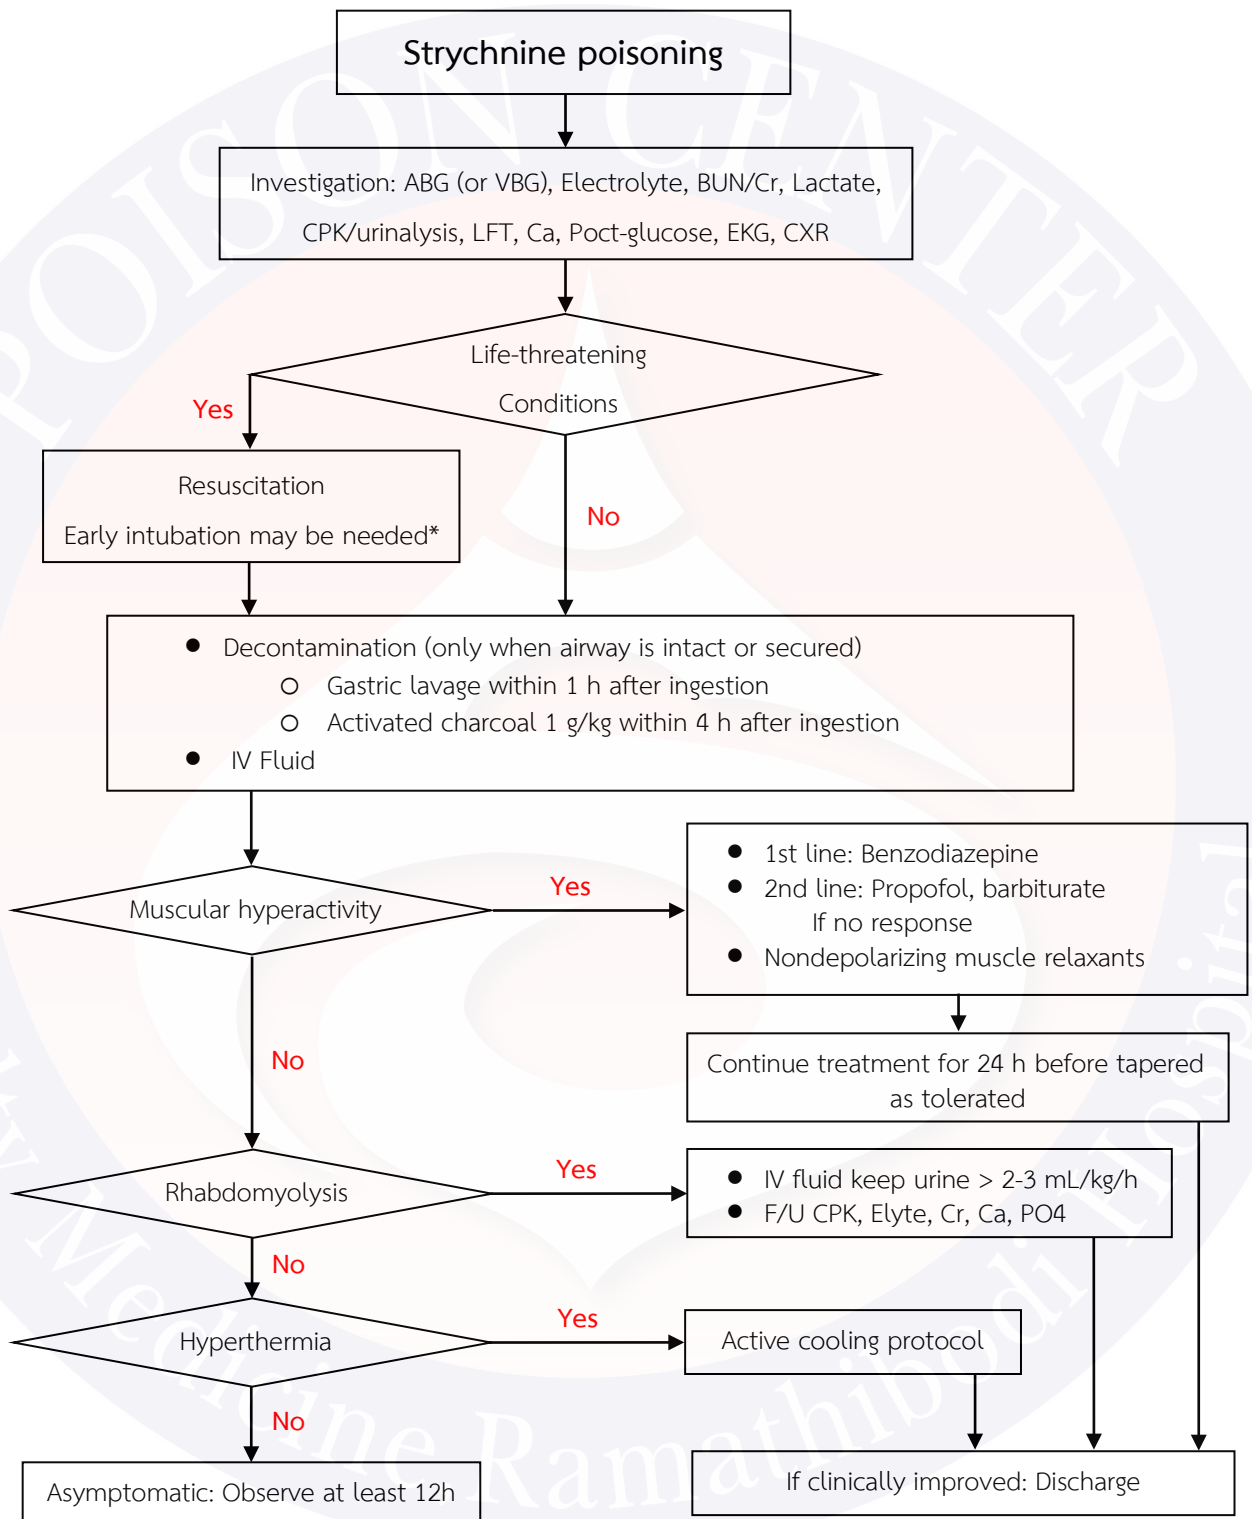 POISON CENTER
Strychnine poisoning
Investigation: ABG (or VBG), Electrolyte, BUN/Cr, Lactate,
CPK/urinalysis, LFT, Ca, Poct-glucose, EKG, CXR
Life-threatening
Conditions
Yes
Resuscitation
Early intubation may be needed*
No
● Decontamination (only when airway is intact or secured)
○ Gastric lavage within 1 h after ingestion
○ Activated charcoal 1 g/kg within 4 h after ingestion
● IV Fluid
Muscular hyperactivity
Yes
● 1st line: Benzodiazepine
● 2nd line: Propofol, barbiturate
If no response
● Nondepolarizing muscle relaxants
No
Continue treatment for 24 h before tapered
as tolerated
Rhabdomyolysis
Yes
● IV fluid keep urine > 2-3 mL/kg/h
● F/U CPK, Elyte, Cr, Ca, PO4
No
Hyperthermia
Yes
Active cooling protocol
No
Asymptomatic: Observe at least 12h
If clinically improved: Discharge
Medicine Ramathibodi Hospital